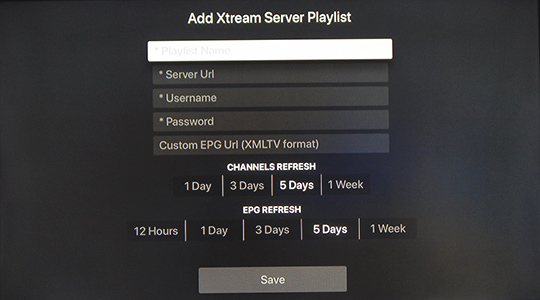 Add Xtream Server Playlist
* Playlist Name
* Server Url
* Username
* Password
Custom EPG Url (XMLTV format)
CHANNELS REFRESH
1 Day 3 Days 5 Days 1 Week
EPG REFRESH
12 Hours 1 Day 3 Days 5 Days 1 Week
Save